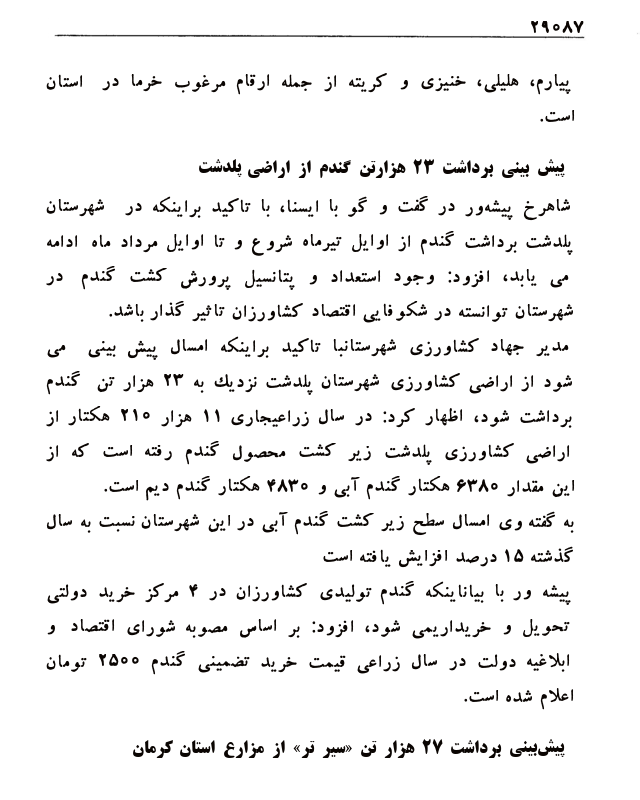 ۲۹۰۸۷
پیارم، هلیلی، خنیزی و کریته از جمله ارقام مرغوب خرما در استان
است.
پیش بینی برداشت ۲۳ هزارتن گندم از اراضی پلدشت
شاهرخ پیشه‌ور در گفت و گو با ایسنا، با تاکید براینکه در شهرستان
پلدشت برداشت گندم از اوایل تیرماه شروع و تا اوایل مرداد ماه ادامه
می یابد، افزود: وجود استعداد و پتانسیل پرورش کشت گندم در
شهرستان توانسته در شکوفایی اقتصاد کشاورزان تاثیر گذار باشد.
مدیر جهاد کشاورزی شهرستانبا تاکید براینکه امسال پیش بینی می
شود از اراضی کشاورزی شهرستان پلدشت نزدیك به ۲۳ هزار تن گندم
برداشت شود، اظهار کرد: در سال زراعیجاری ۱۱ هزار ۲۱۰ هکتار از
اراضی کشاورزی پلدشت زیر کشت محصول گندم رفته است که از
این مقدار ۶۳۸۰ هکتار گندم آبی و ۴۸۳۰ هکتار گندم دیم است.
به گفته وی امسال سطح زیر کشت گندم آبی در این شهرستان نسبت به سال
گذشته ۱۵ درصد افزایش یافته است
پیشه ور با بیاناینکه گندم تولیدی کشاورزان در ۴ مرکز خرید دولتی
تحویل و خریداریمی شود، افزود: بر اساس مصوبه شورای اقتصاد و
ابلاغیه دولت در سال زراعی قیمت خرید تضمینی گندم ۲۵۰۰ تومان
اعلام شده است.
پیش‌بینی برداشت ۲۷ هزار تن «سیر تر» از مزارع استان کرمان